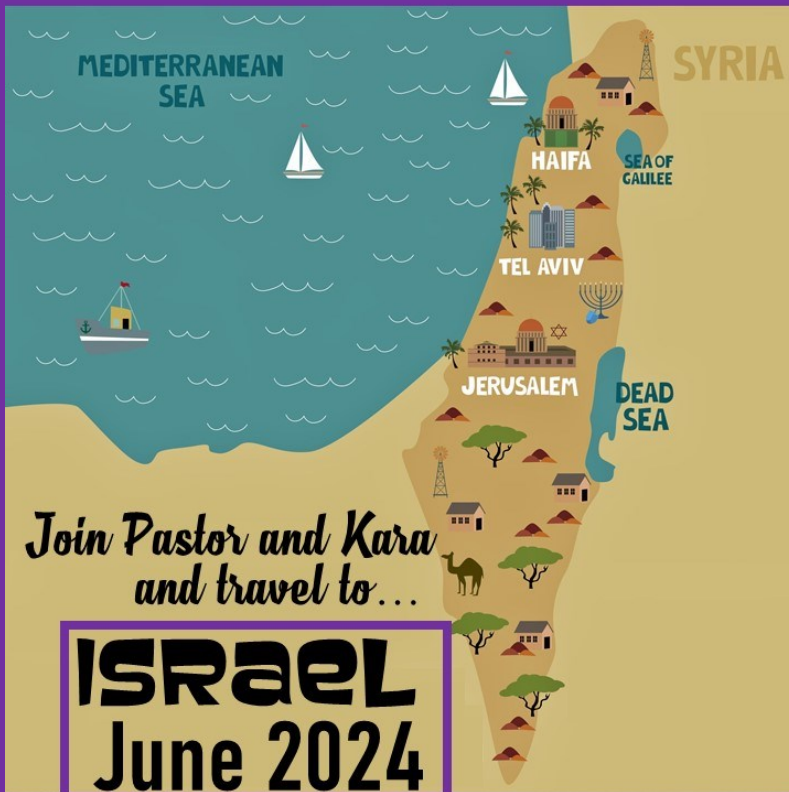 MEDITERRANEAN
SEA
SYRIA
HAIFA
SEA OF
GALILEE
TEL AVIV
JERUSALEM
DEAD
SEA
Join Pastor and Kara
and travel to...
ISRaeL
June 2024